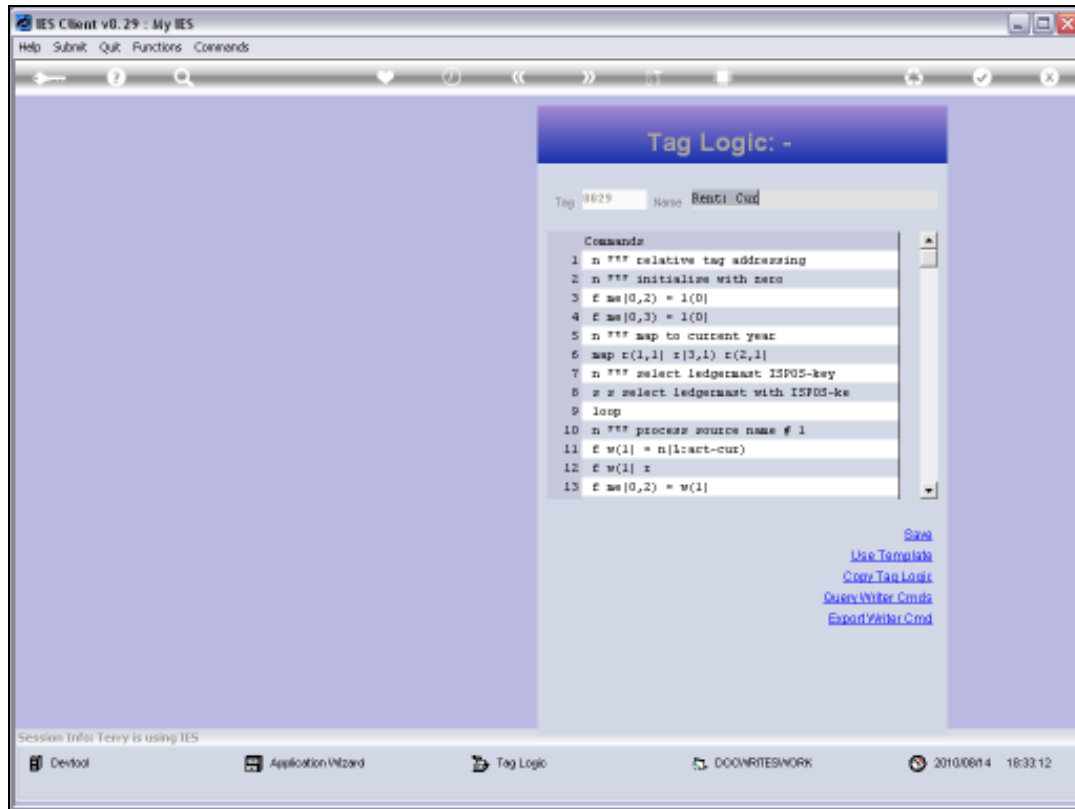 IES Client v8.29 : My IES
Help Submit Quit Functions Commands
Tag Logic: -
Tag 0029 Name Rent: Cur
Commands
1 n *** relative tag addressing
2 n *** initialize with zero
3 f me(0,2) = l(0)
4 f me(0,3) = l(0)
5 n *** map to current year
6 map r(1,1) r(3,1) r(2,1)
7 n *** select ledgermast ISPOS-key
8 s s select ledgermast with ISPOS-ke
9 loop
10 n *** process source name # 1
11 f w(1) = n(1:act-cur)
12 f w(1) r
13 f me(0,2) = w(1)
Save
Use Template
Copy Tag Logic
Query Writer Cmds
Export Writer Cmd
Session Info: Terry is using IES
Devtool Application Wizard Tag Logic DOCWRITESWORK 2010/08/14 18:33:12